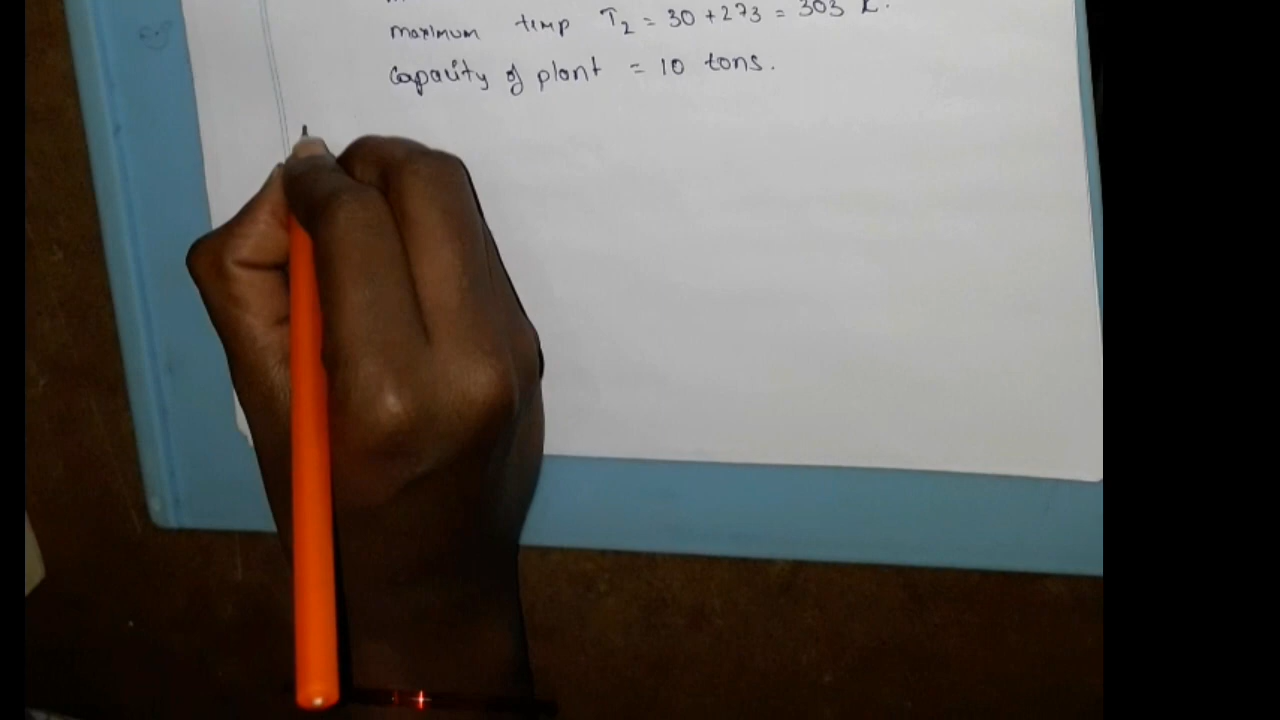 maximum temp T₂ = 30 + 273 = 303 K.
Capacity of plant = 10 tons.